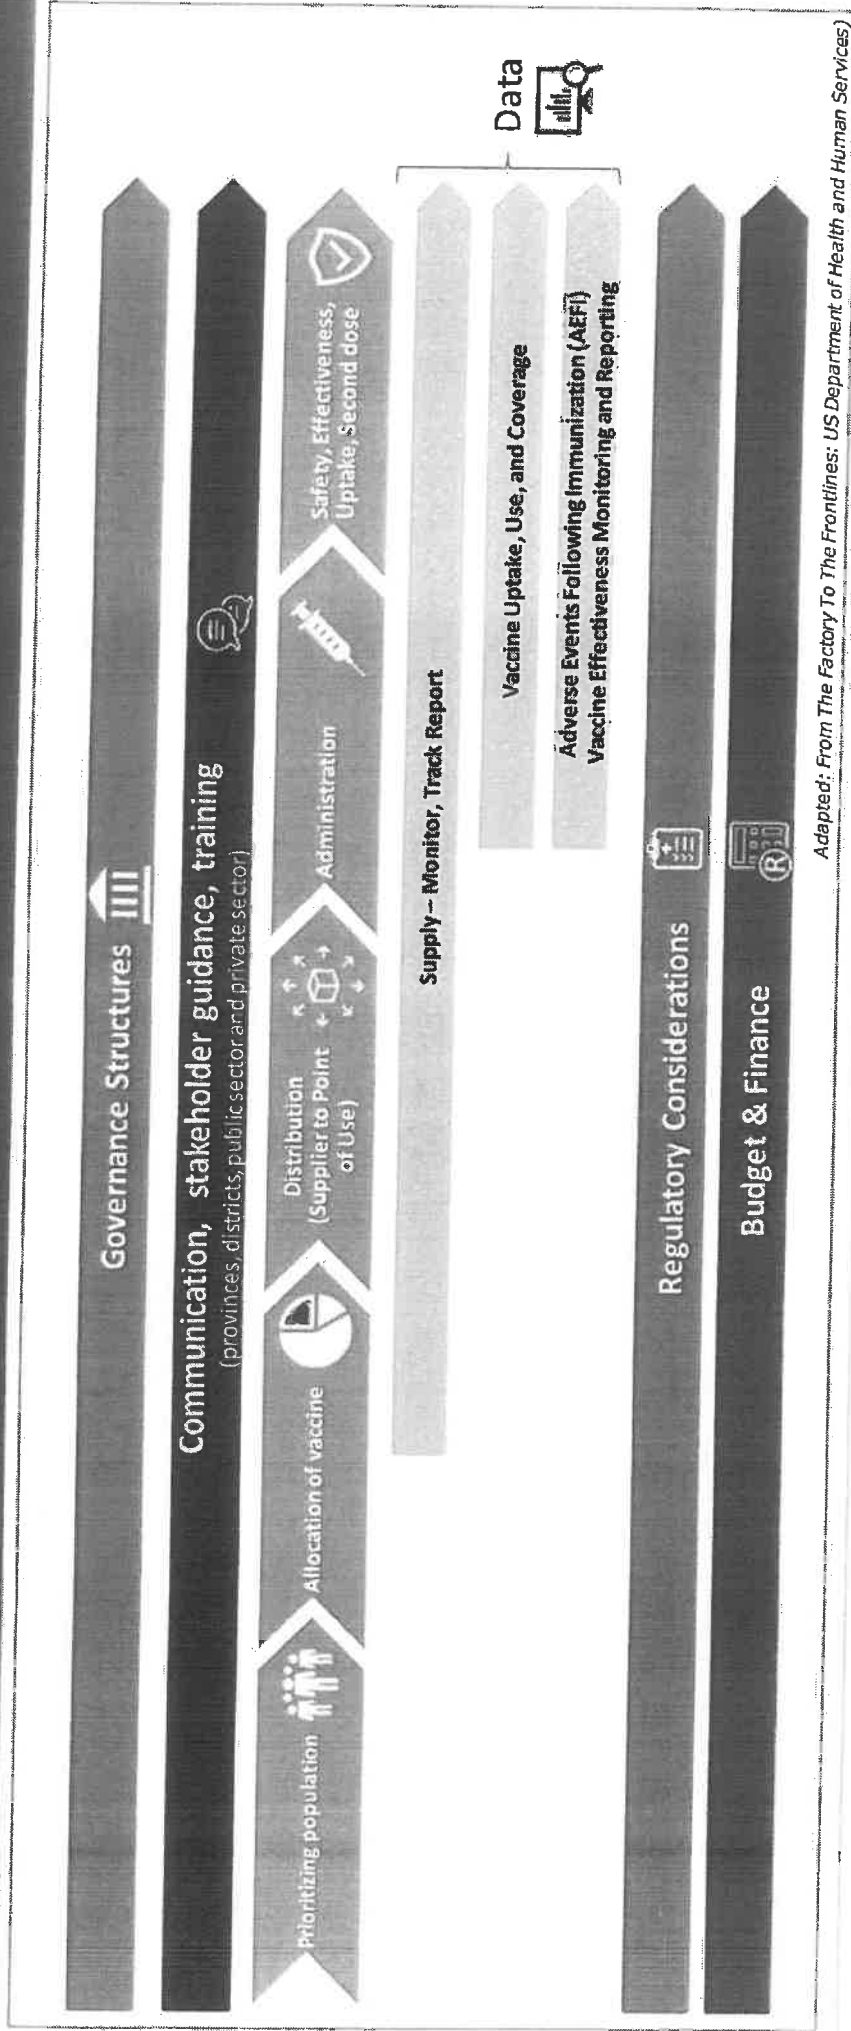 Governance Structures
Communication, stakeholder guidance, training
(provinces, districts, public sector and private sector)
Prioritizing population
Allocation of vaccine
Distribution
(Supplier to Point
of Use)
Administration
Safety, Effectiveness,
Uptake, Second dose
Supply – Monitor, Track Report
Vaccine Uptake, Use, and Coverage
Adverse Events Following Immunization (AEFI)
Vaccine Effectiveness Monitoring and Reporting
Data
Regulatory Considerations
Budget & Finance
R
Adapted: From The Factory To The Frontlines: US Department of Health and Human Services)